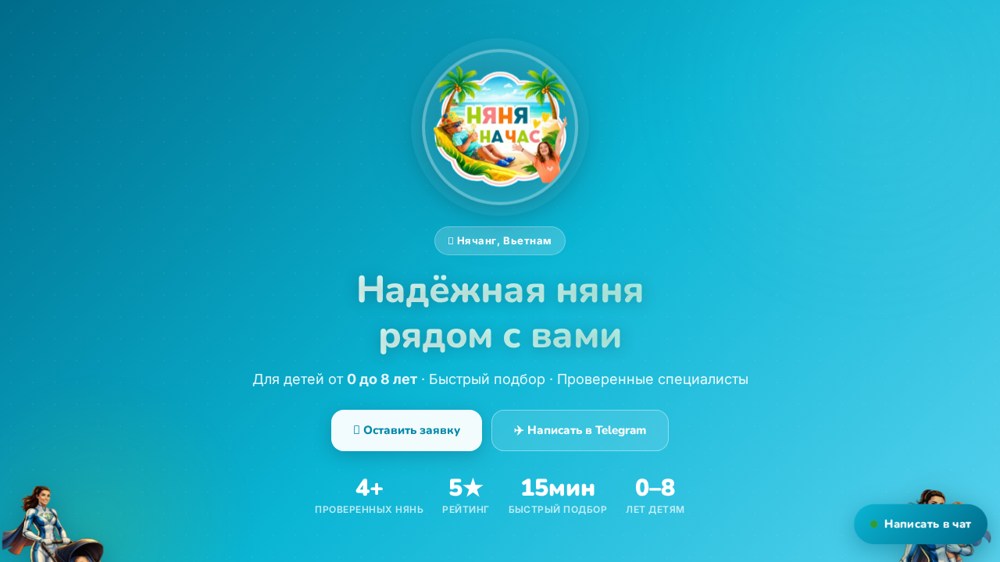 НЯНЯ
НА ЧАС
Нячанг, Вьетнам
Надёжная няня
рядом с вами
Для детей от 0 до 8 лет · Быстрый подбор · Проверенные специалисты
Оставить заявку
✈ Написать в Telegram
4+
ПРОВЕРЕННЫХ НЯНЬ
5★
РЕЙТИНГ
15мин
БЫСТРЫЙ ПОДБОР
0–8
ЛЕТ ДЕТЯМ
Написать в чат